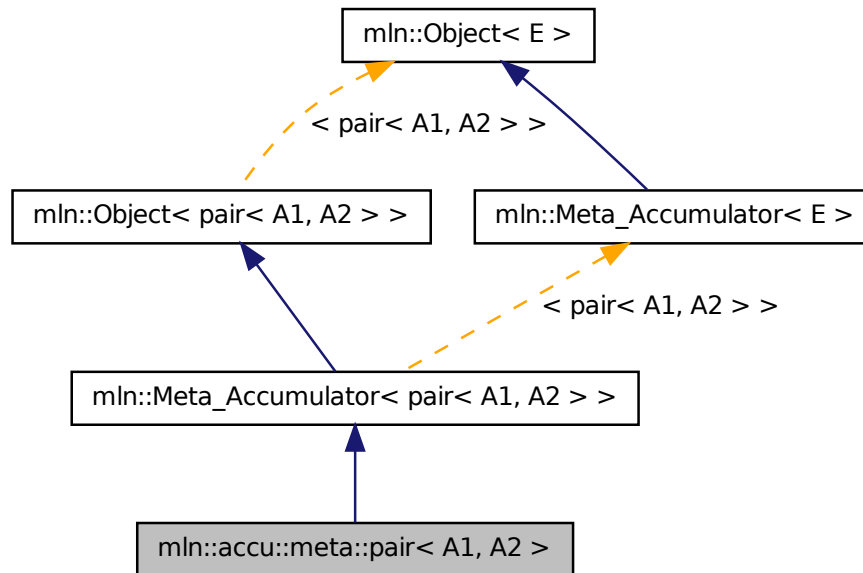 mln::Object< E >
< pair< A1, A2 > >
mln::Object< pair< A1, A2 > >
mln::Meta_Accumulator< E >
< pair< A1, A2 > >
mln::Meta_Accumulator< pair< A1, A2 > >
mln::accu::meta::pair< A1, A2 >